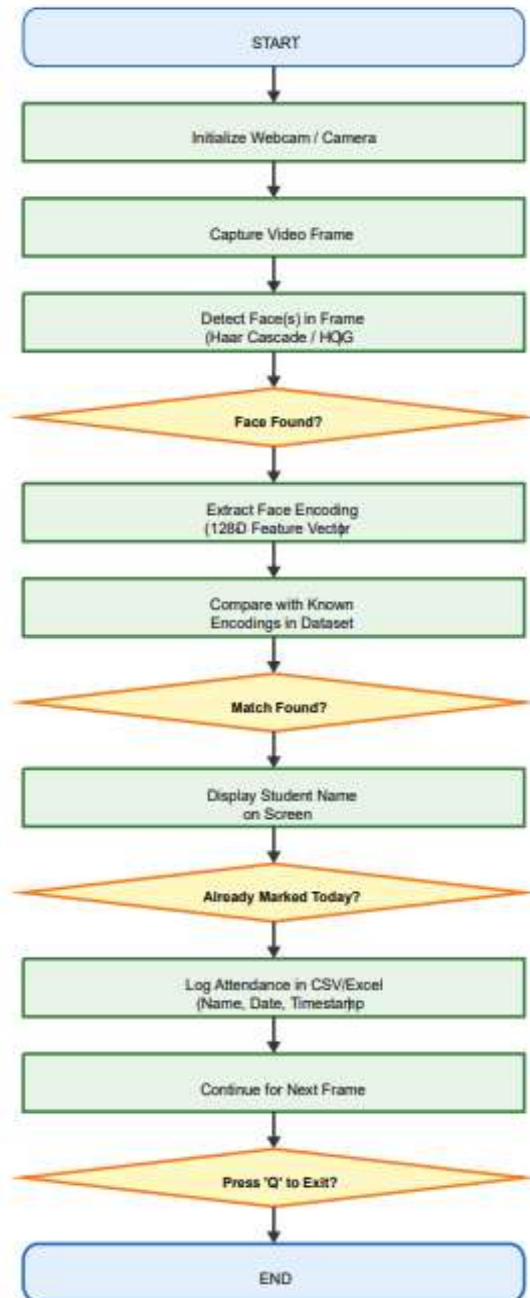 START
Initialize Webcam / Camera
Capture Video Frame
Detect Face(s) in Frame
(Haar Cascade / HOG)
Face Found?
Extract Face Encoding
(128-D Feature Vector)
Compare with Known
Encodings in Dataset
Match Found?
Display Student Name
on Screen
Already Marked Today?
Log Attendance in CSV/Excel
(Name, Date, Timestamp)
Continue for Next Frame
Press 'Q' to Exit?
END